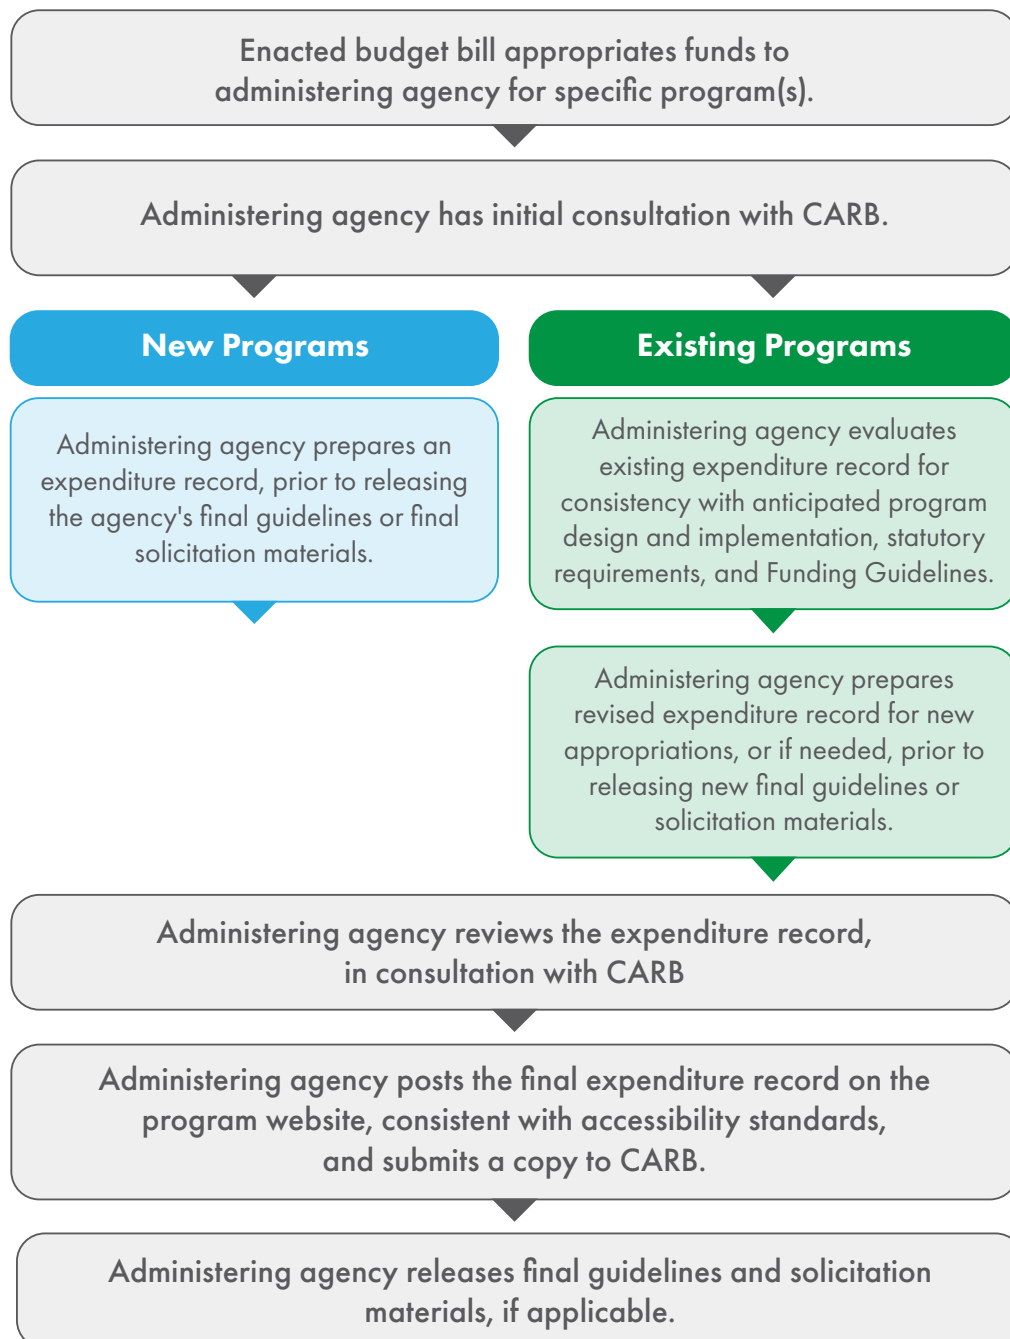 Enacted budget bill appropriates funds to
administering agency for specific program(s).
Administering agency has initial consultation with CARB.
New Programs
Administering agency prepares an
expenditure record, prior to releasing
the agency's final guidelines or final
solicitation materials.
Existing Programs
Administering agency evaluates
existing expenditure record for
consistency with anticipated program
design and implementation, statutory
requirements, and Funding Guidelines.
Administering agency prepares
revised expenditure record for new
appropriations, or if needed, prior to
releasing new final guidelines or
solicitation materials.
Administering agency reviews the expenditure record,
in consultation with CARB
Administering agency posts the final expenditure record on the
program website, consistent with accessibility standards,
and submits a copy to CARB.
Administering agency releases final guidelines and solicitation
materials, if applicable.